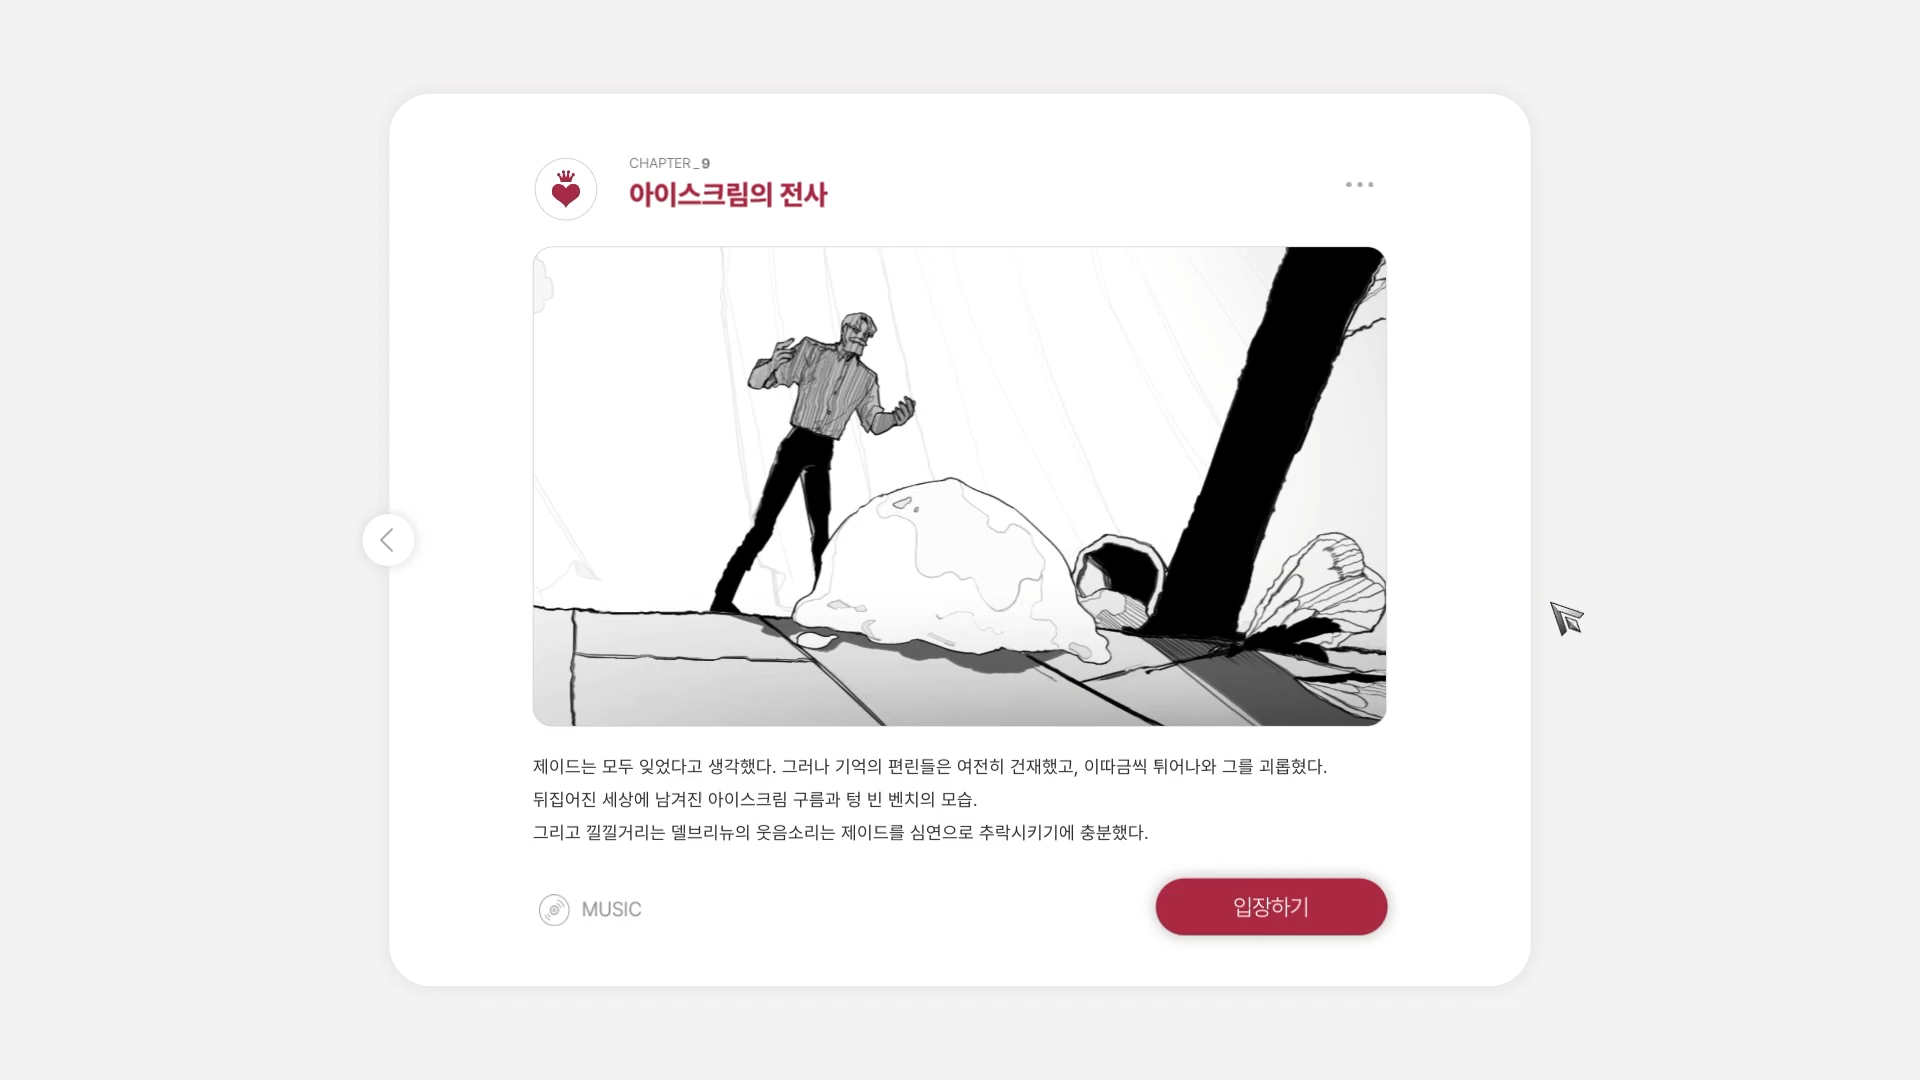 CHAPTER_9
아이스크림의 전사
제이드는 모두 잊었다고 생각했다. 그러나 기억의 편린들은 여전히 건재했고, 이따금씩 튀어나와 그를 괴롭혔다.
뒤집어진 세상에 남겨진 아이스크림 구름과 텅 빈 벤치의 모습.
그리고 낄낄거리는 델브리뉴의 웃음소리는 제이드를 심연으로 추락시키기에 충분했다.
MUSIC
입장하기